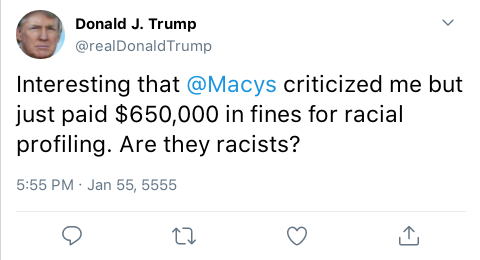 Donald J. Trump
@realDonaldTrump
Interesting that @Macys criticized me but
just paid $650,000 in fines for racial
profiling. Are they racists?
5:55 PM · Jan 55, 5555